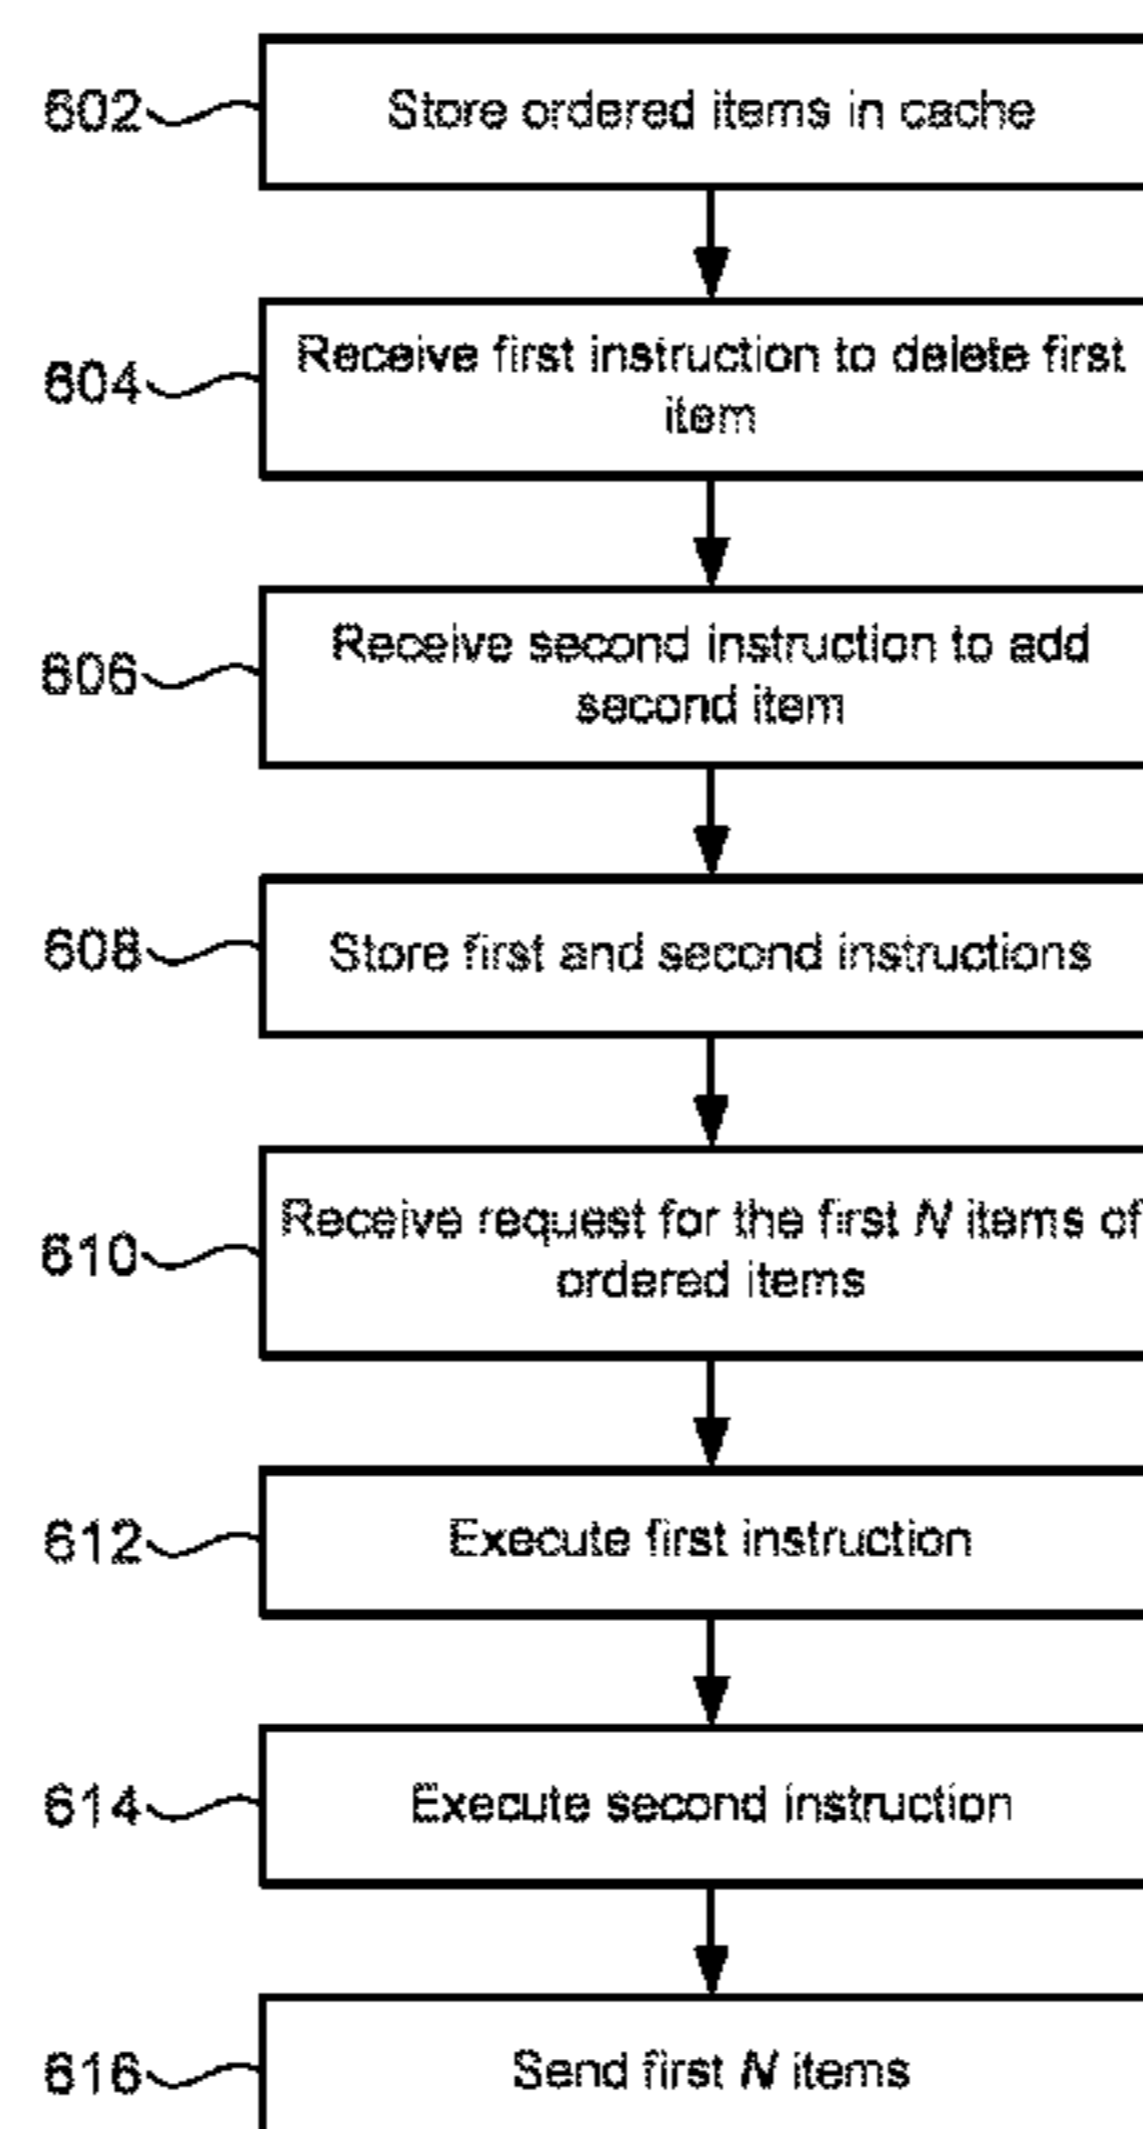 602
Store ordered items in cache
604
Receive first instruction to delete first
item
606
Receive second instruction to add
second item
608
Store first and second instructions
610
Receive request for the first N items of
ordered items
612
Execute first instruction
614
Execute second instruction
616
Send first N items